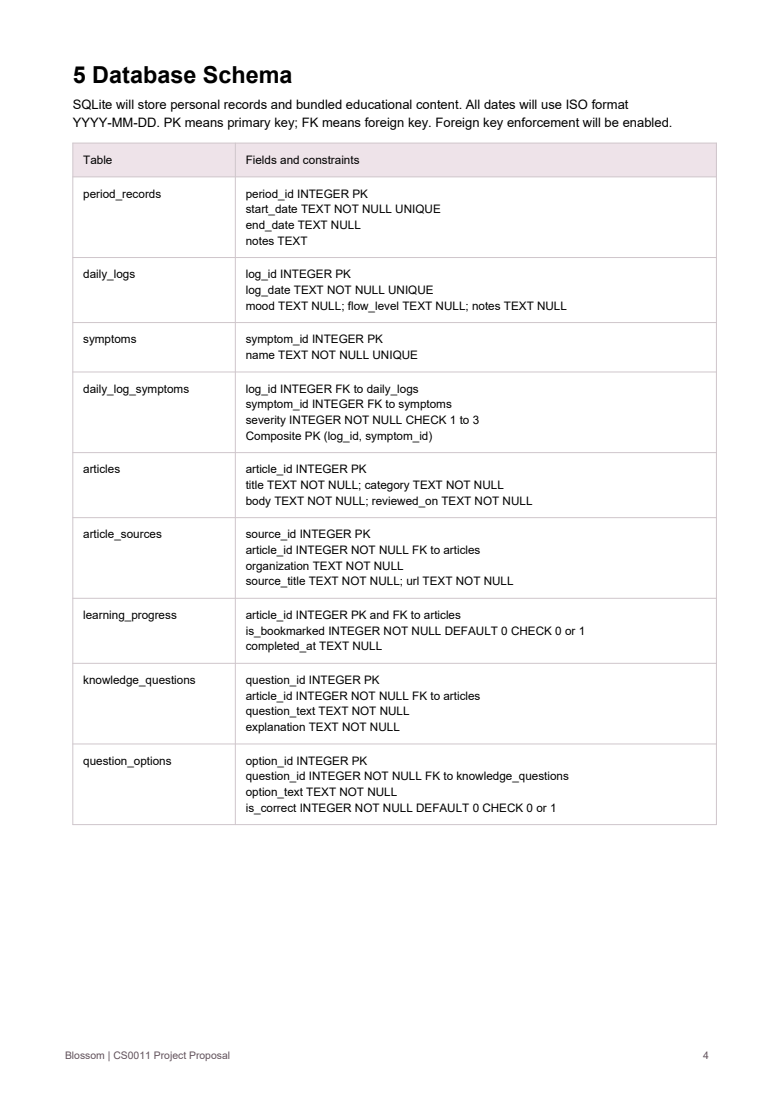 5 Database Schema
SQLite will store personal records and bundled educational content. All dates will use ISO format
YYYY-MM-DD. PK means primary key; FK means foreign key. Foreign key enforcement will be enabled.
Table Fields and constraints
period_records period_id INTEGER PK
start_date TEXT NOT NULL UNIQUE
end_date TEXT NULL
notes TEXT
daily_logs log_id INTEGER PK
log_date TEXT NOT NULL UNIQUE
mood TEXT NULL; flow_level TEXT NULL; notes TEXT NULL
symptoms symptom_id INTEGER PK
name TEXT NOT NULL UNIQUE
daily_log_symptoms log_id INTEGER FK to daily_logs
symptom_id INTEGER FK to symptoms
severity INTEGER NOT NULL CHECK 1 to 3
Composite PK (log_id, symptom_id)
articles article_id INTEGER PK
title TEXT NOT NULL; category TEXT NOT NULL
body TEXT NOT NULL; reviewed_on TEXT NOT NULL
article_sources source_id INTEGER PK
article_id INTEGER NOT NULL FK to articles
organization TEXT NOT NULL
source_title TEXT NOT NULL; url TEXT NOT NULL
learning_progress article_id INTEGER PK and FK to articles
is_bookmarked INTEGER NOT NULL DEFAULT 0 CHECK 0 or 1
completed_at TEXT NULL
knowledge_questions question_id INTEGER PK
article_id INTEGER NOT NULL FK to articles
question_text TEXT NOT NULL
explanation TEXT NOT NULL
question_options option_id INTEGER PK
question_id INTEGER NOT NULL FK to knowledge_questions
option_text TEXT NOT NULL
is_correct INTEGER NOT NULL DEFAULT 0 CHECK 0 or 1
Blossom | CS0011 Project Proposal 4